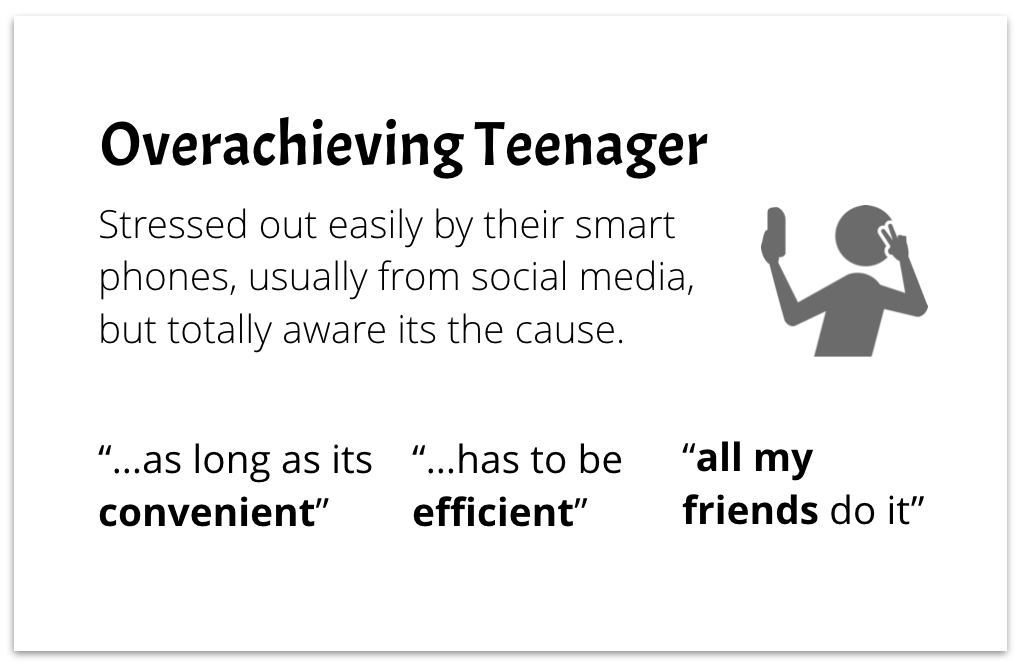 Overachieving Teenager
Stressed out easily by their smart
phones, usually from social media,
but totally aware its the cause.
“...as long as its
convenient”
“...has to be
efficient”
“all my
friends do it”